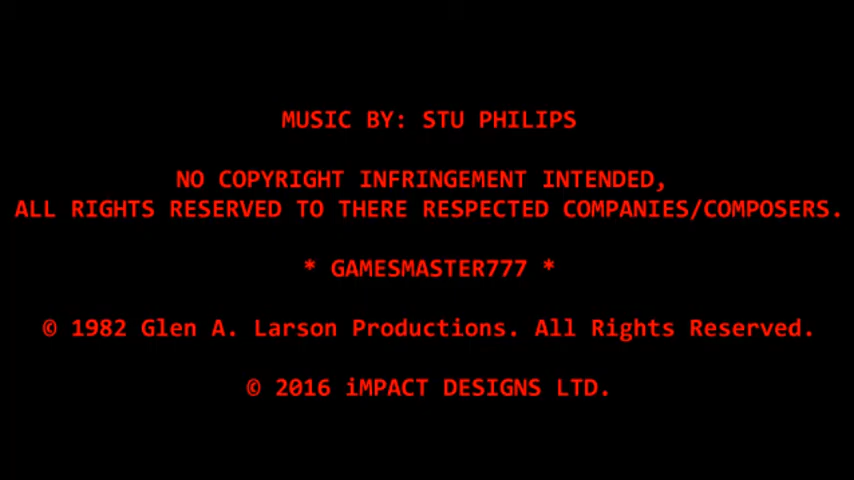 MUSIC BY: STU PHILIPS
NO COPYRIGHT INFRINGEMENT INTENDED,
ALL RIGHTS RESERVED TO THERE RESPECTED COMPANIES/COMPOSERS.
* GAMESMASTER777 *
© 1982 Glen A. Larson Productions. All Rights Reserved.
© 2016 iMPACT DESIGNS LTD.